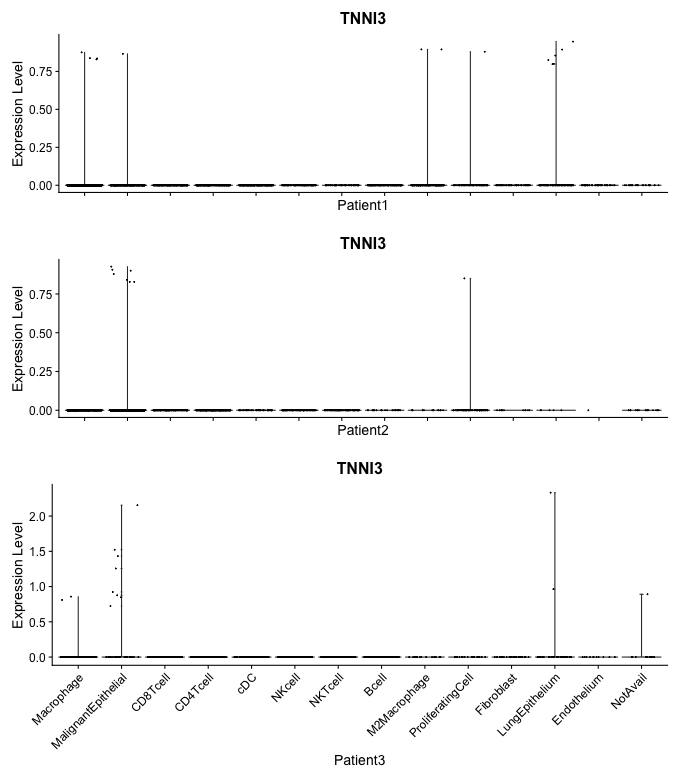 TNNI3
Expression Level
0.75
0.50
0.25
0.00
Patient1
TNNI3
Expression Level
0.75
0.50
0.25
0.00
Patient2
TNNI3
Expression Level
2.0
1.5
1.0
0.5
0.0
Macrophage
MalignantEpithelial
CD8Tcell
CD4Tcell
cDC
NKcell
NKTcell
Bcell
M2Macrophage
ProliferatingCell
Fibroblast
LungEpithelium
Endothelium
NotAvail
Patient3